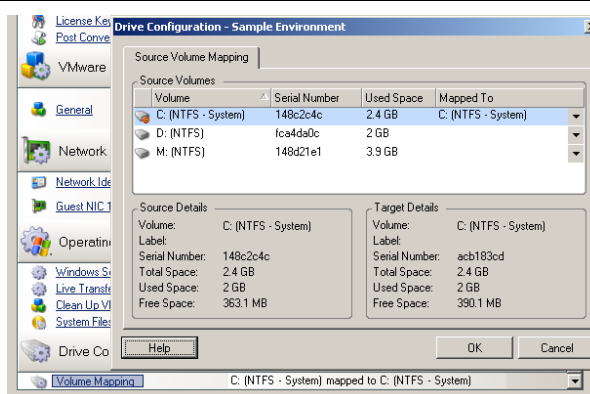 License Key
Post Conve
VMware
General
Network
Network Ide
Guest NIC 1
Operatin
Windows Se
Live Transfe
Clean Up VM
System Files
Drive Co
Volume Mapping
C: (NTFS - System) mapped to C: (NTFS - System)
Drive Configuration - Sample Environment
Source Volume Mapping
Source Volumes
Volume Serial Number Used Space Mapped To
C: (NTFS - System) 148c2c4c 2.4 GB C: (NTFS - System)
D: (NTFS) fca4da0c 2 GB
M: (NTFS) 148d21e1 3.9 GB
Source Details
Volume: C: (NTFS - System)
Label:
Serial Number: 148c2c4c
Total Space: 2.4 GB
Used Space: 2 GB
Free Space: 363.1 MB
Target Details
Volume: C: (NTFS - System)
Label:
Serial Number: acb183cd
Total Space: 2.4 GB
Used Space: 2 GB
Free Space: 390.1 MB
Help OK Cancel